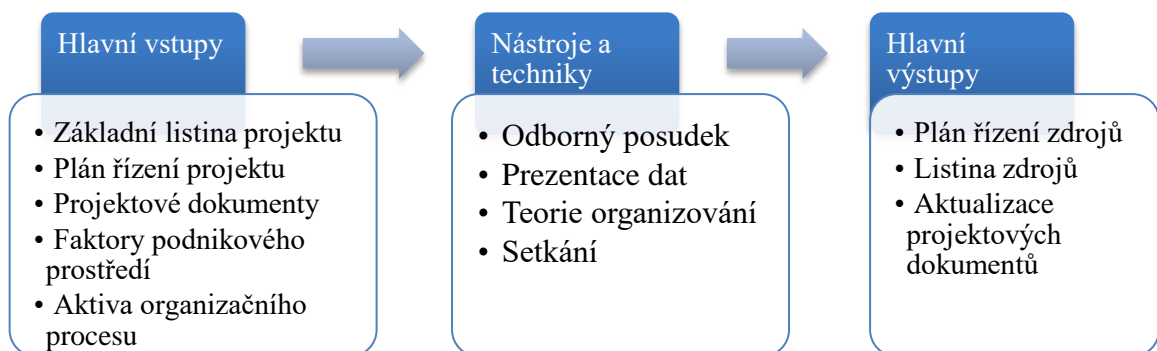 Hlavní vstupy
• Základní listina projektu
• Plán řízení projektu
• Projektové dokumenty
• Faktory podnikového
prostředí
• Aktiva organizačního
procesu
Nástroje a
techniky
• Odborný posudek
• Prezentace dat
• Teorie organizování
• Setkání
Hlavní
výstupy
• Plán řízení zdrojů
• Listina zdrojů
• Aktualizace
projektových
dokumentů